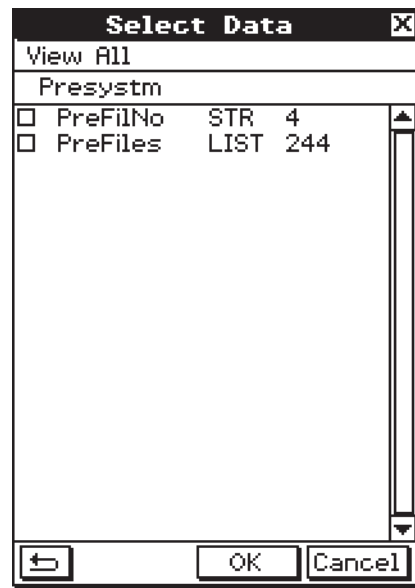 Select Data
View All
Presystm
PreFilNo STR 4
PreFiles LIST 244
OK Cancel